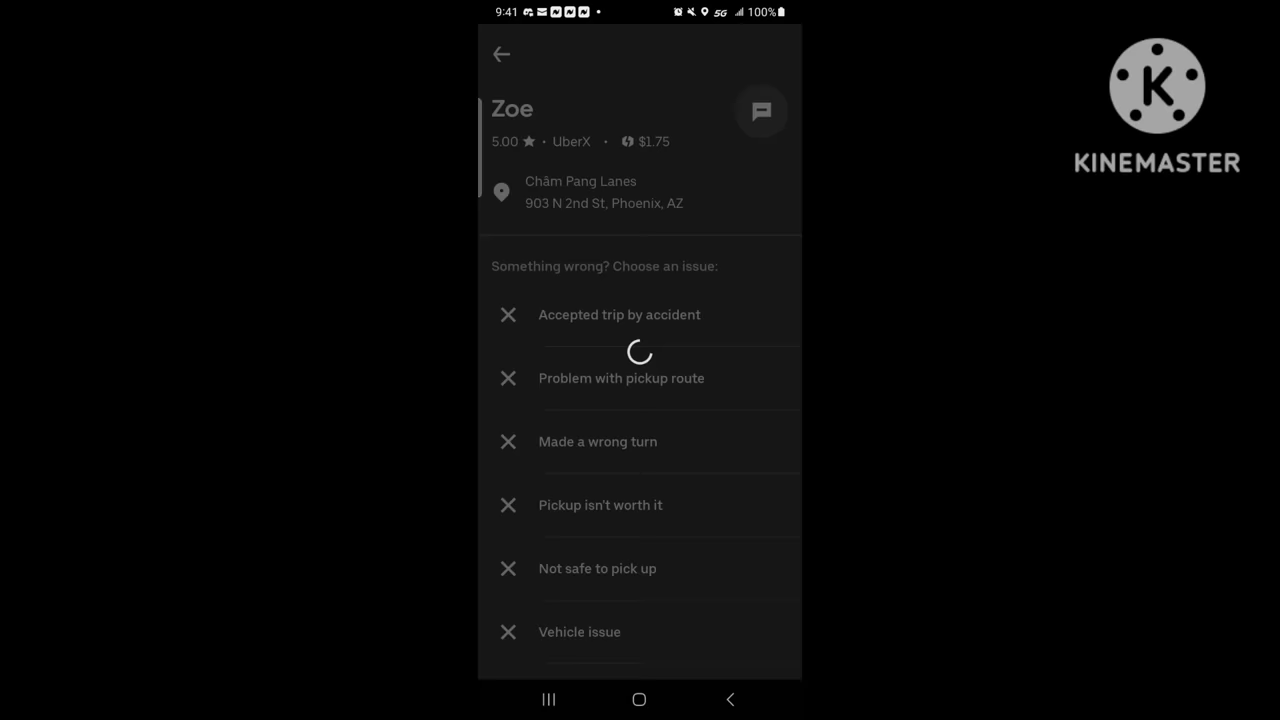 9:41
5G
100%
Zoe
5.00 ★ • UberX • $1.75
Châm Pang Lanes
903 N 2nd St, Phoenix, AZ
Something wrong? Choose an issue:
Accepted trip by accident
Problem with pickup route
Made a wrong turn
Pickup isn't worth it
Not safe to pick up
Vehicle issue
K
KINEMASTER